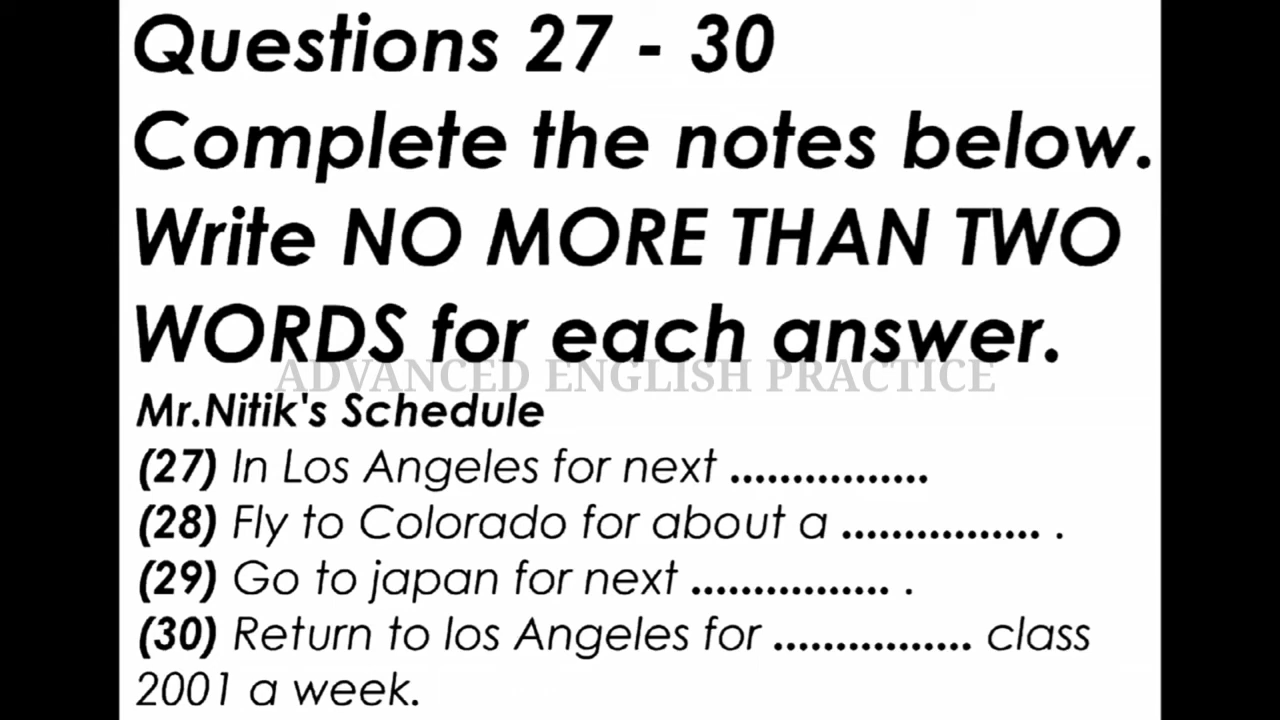 Questions 27 - 30
Complete the notes below.
Write NO MORE THAN TWO
WORDS for each answer.
ADVANCED ENGLISH PRACTICE
Mr.Nitik's Schedule
(27) In Los Angeles for next ................
(28) Fly to Colorado for about a ................ .
(29) Go to japan for next ................ .
(30) Return to los Angeles for ................ class
2001 a week.